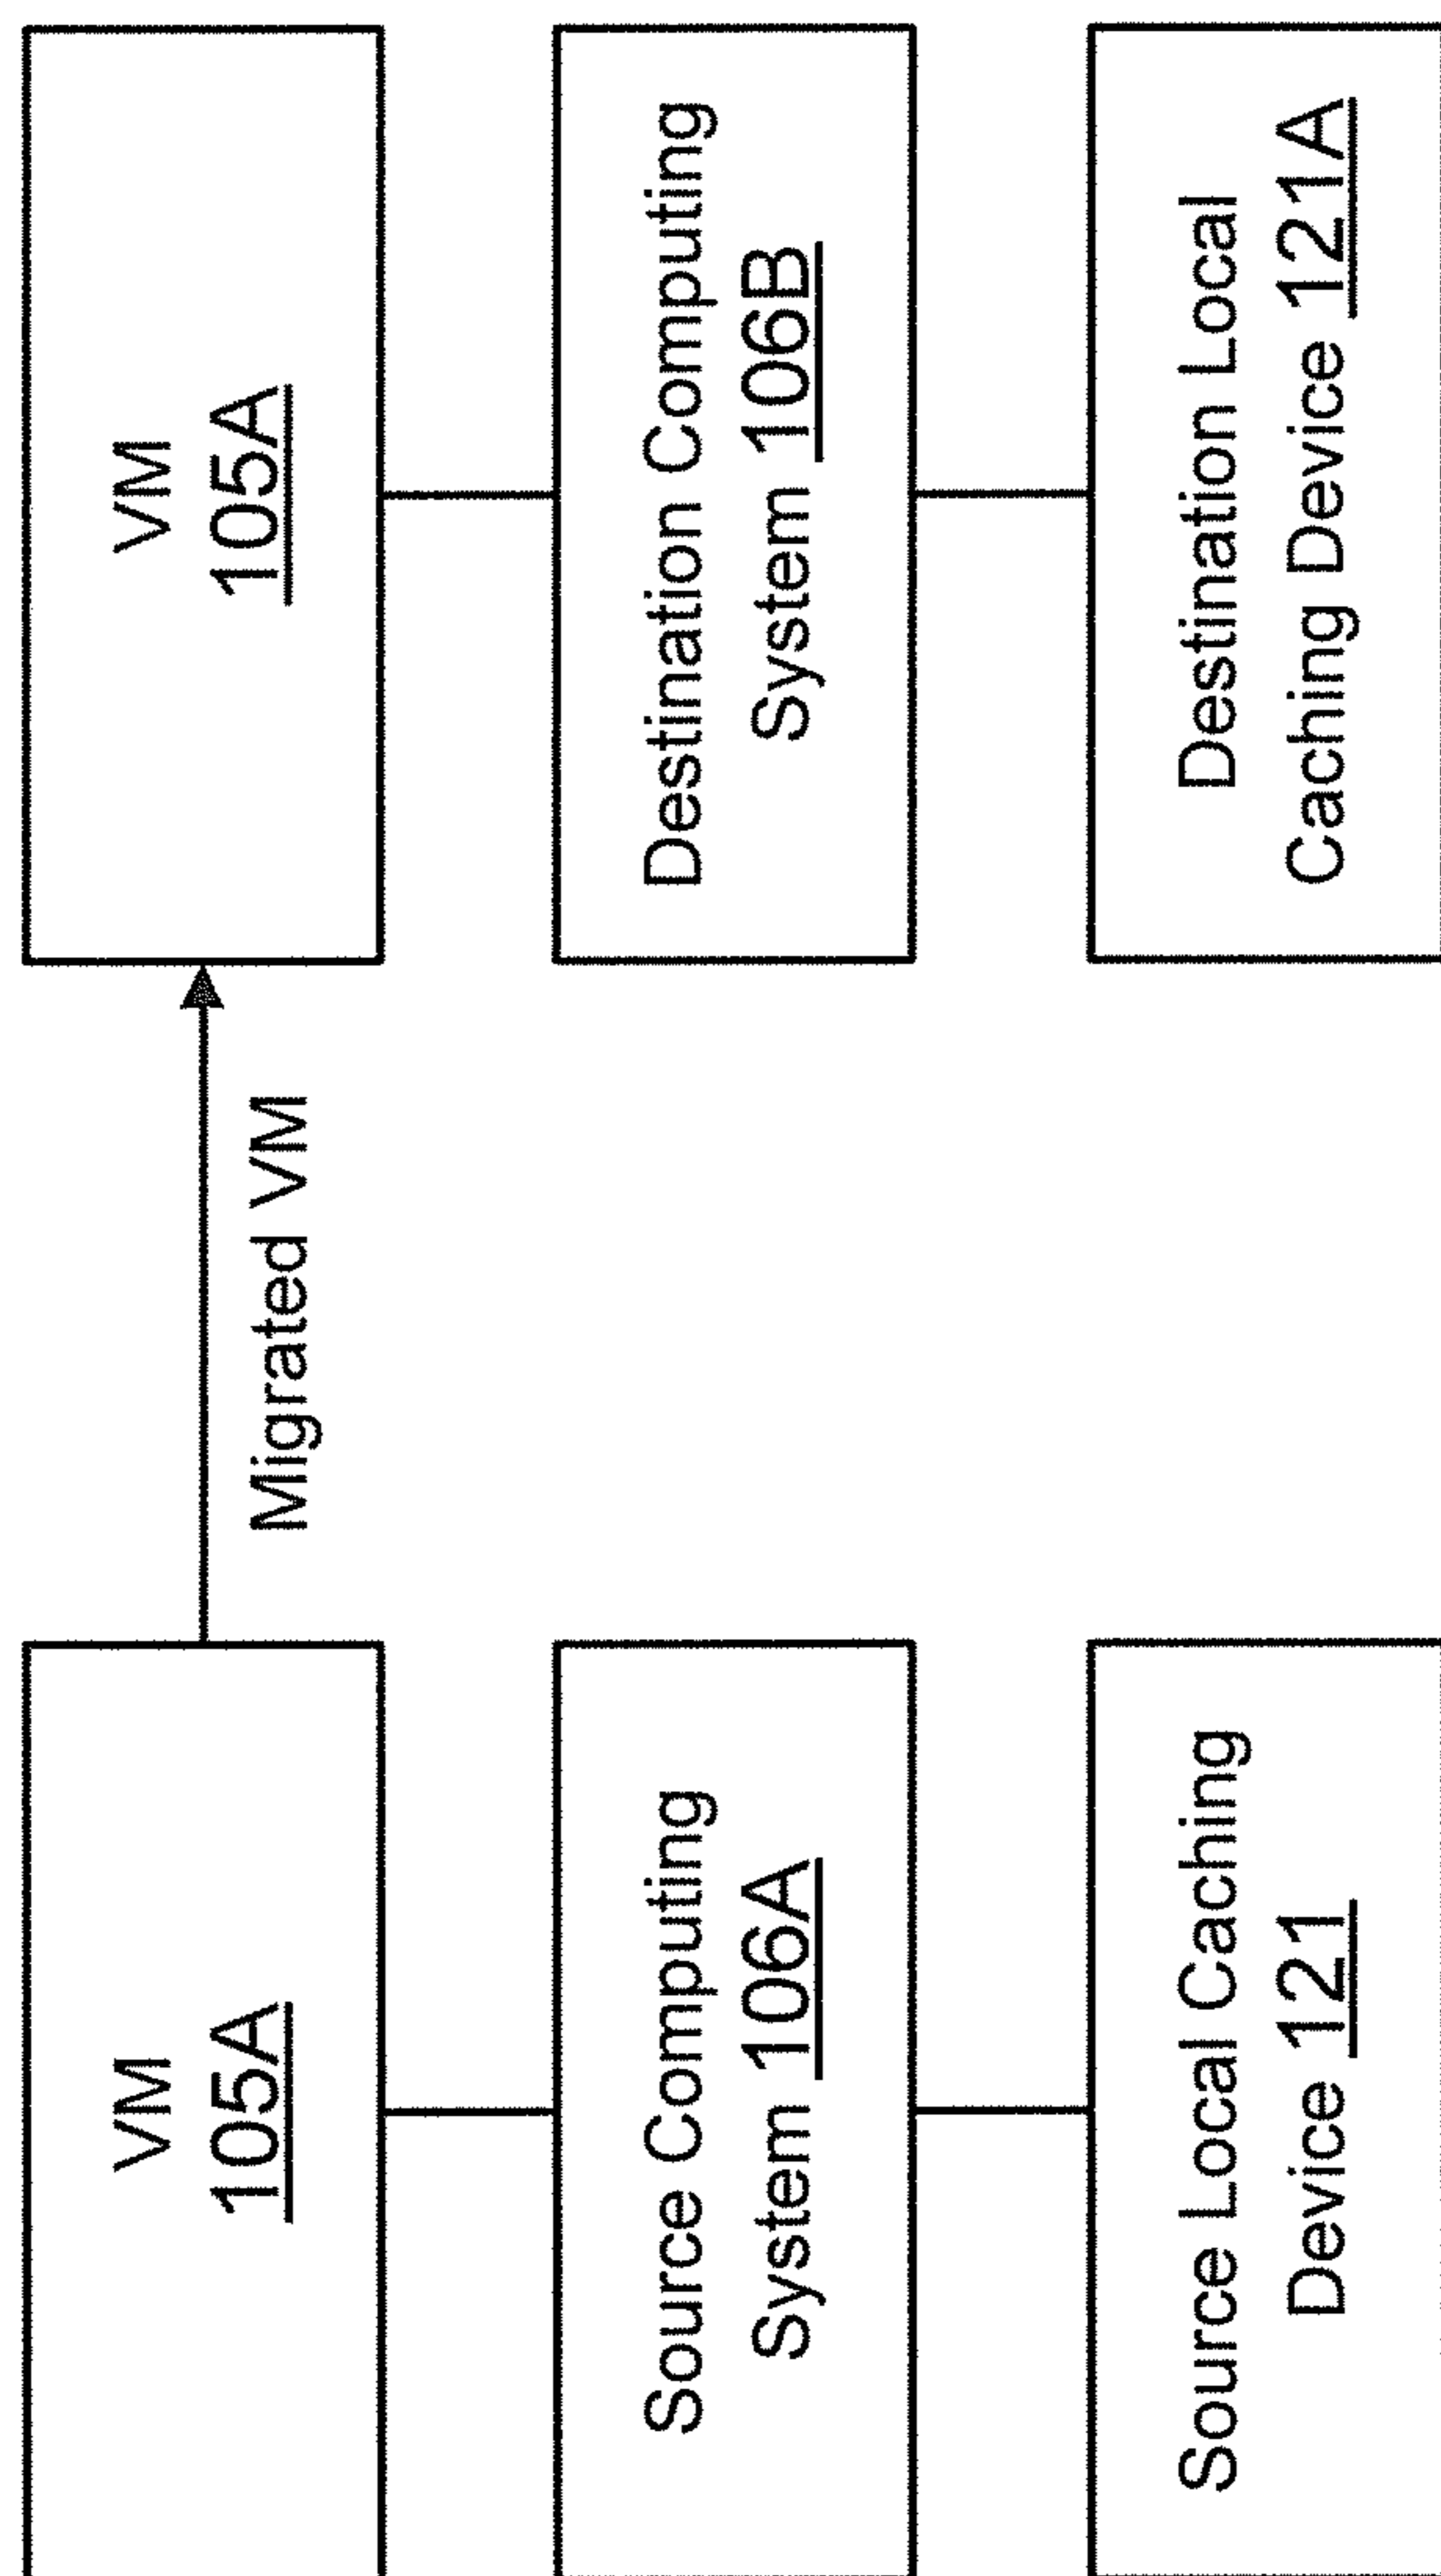 VM
105A
Migrated VM
VM
105A
Source Computing
System 106A
Destination Computing
System 106B
Source Local Caching
Device 121
Destination Local
Caching Device 121A